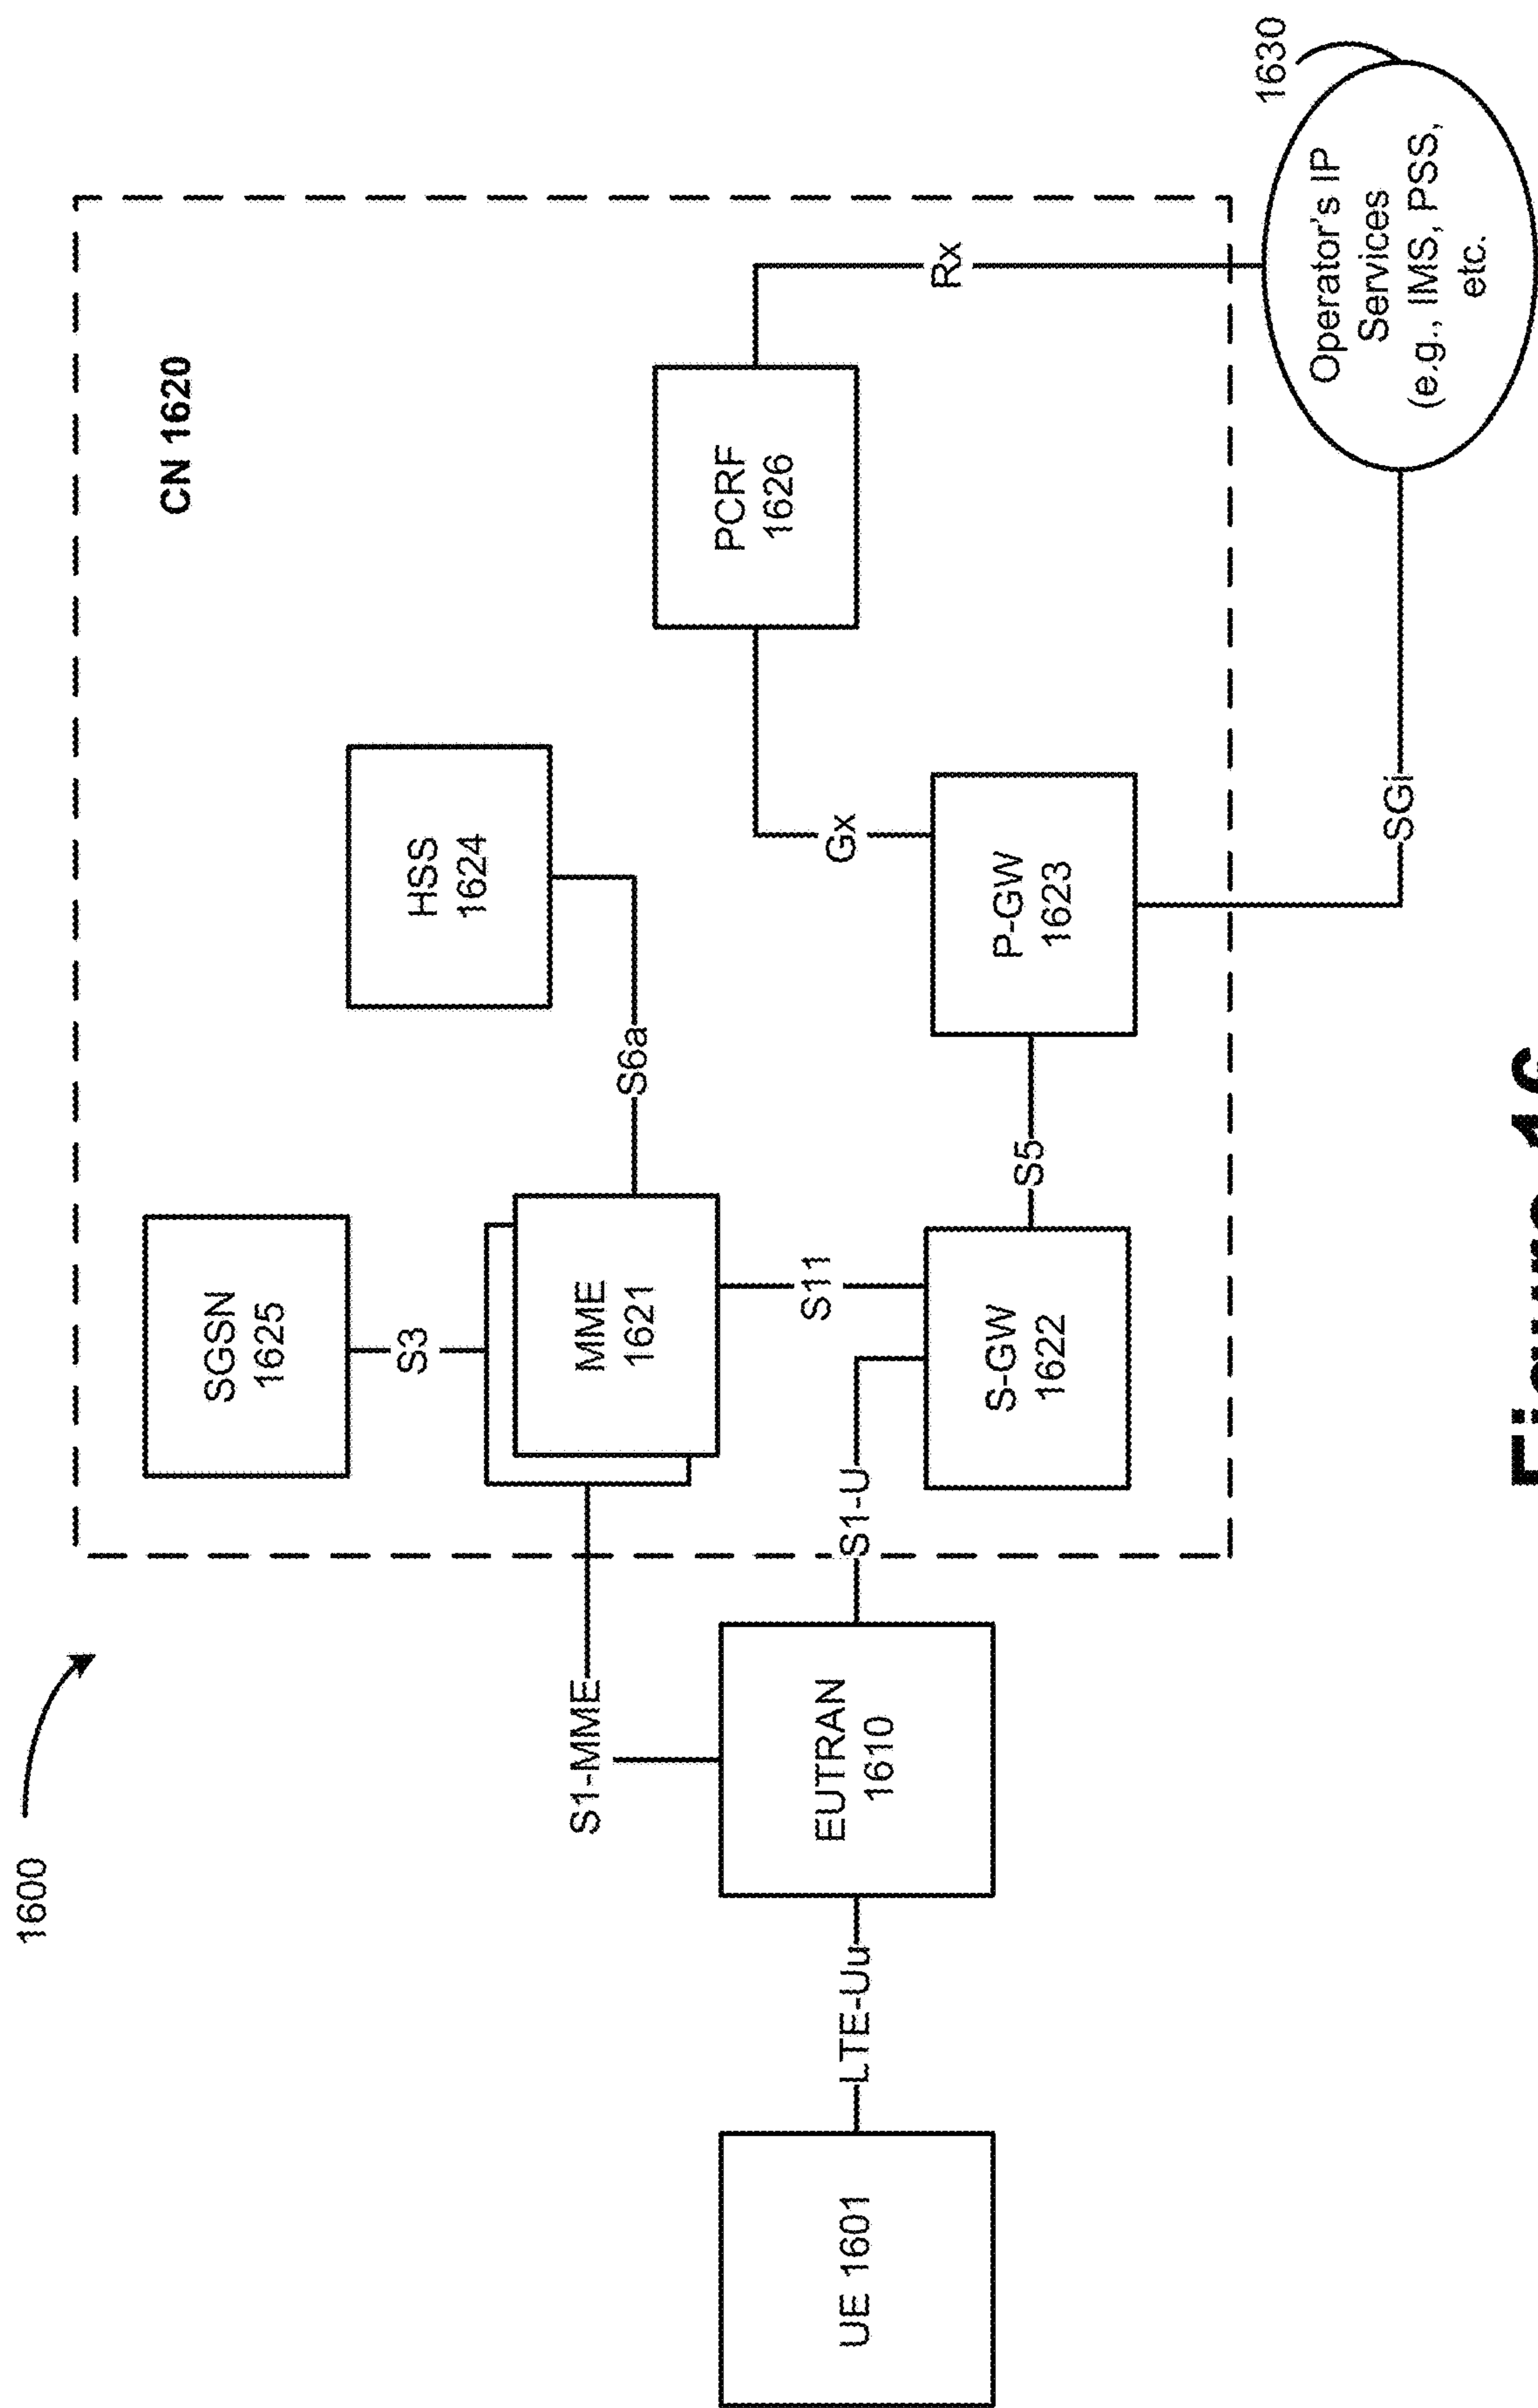 1600
CN 1620
SGSN
1625
S3
HSS
1624
S1-MME
MME
1621
S6a
S11
PCRF
1626
Gx
Rx
UE 1601
LTE-Uu
EUTRAN
1610
S1-U
S-GW
1622
S5
P-GW
1623
SGi
1630
Operator's IP
Services
(e.g., IMS, PSS,
etc.
Figure 16